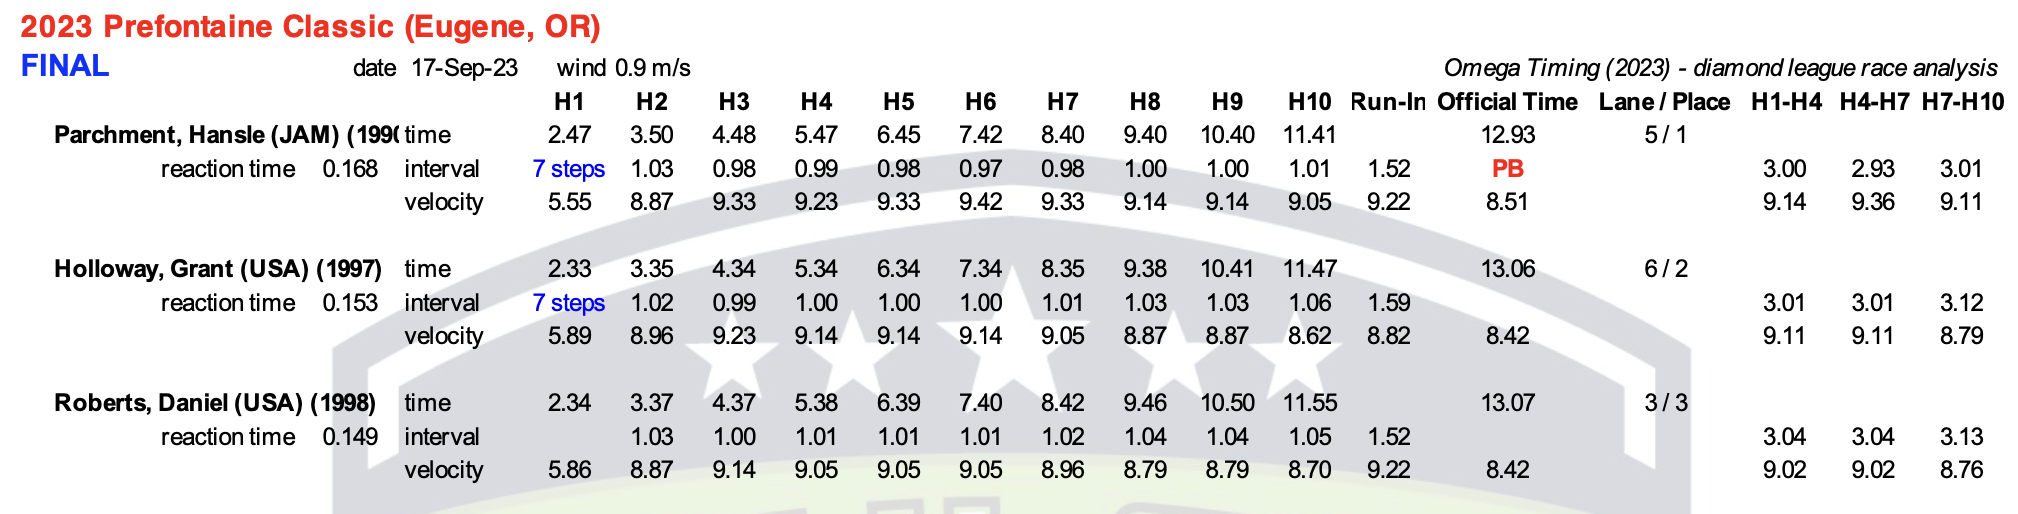 2023 Prefontaine Classic (Eugene, OR)
FINAL date 17-Sep-23 wind 0.9 m/s Omega Timing (2023) - diamond league race analysis
H1 H2 H3 H4 H5 H6 H7 H8 H9 H10 Run-In Official Time Lane / Place H1-H4 H4-H7 H7-H10
Parchment, Hansle (JAM) (1990 time 2.47 3.50 4.48 5.47 6.45 7.42 8.40 9.40 10.40 11.41 12.93 5 / 1
reaction time 0.168 interval 7 steps 1.03 0.98 0.99 0.98 0.97 0.98 1.00 1.00 1.01 1.52 PB 3.00 2.93 3.01
velocity 5.55 8.87 9.33 9.23 9.33 9.42 9.33 9.14 9.14 9.05 9.22 8.51 9.14 9.36 9.11
Holloway, Grant (USA) (1997) time 2.33 3.35 4.34 5.34 6.34 7.34 8.35 9.38 10.41 11.47 13.06 6 / 2
reaction time 0.153 interval 7 steps 1.02 0.99 1.00 1.00 1.00 1.01 1.03 1.03 1.06 1.59 3.01 3.01 3.12
velocity 5.89 8.96 9.23 9.14 9.14 9.14 9.05 8.87 8.87 8.62 8.82 8.42 9.11 9.11 8.79
Roberts, Daniel (USA) (1998) time 2.34 3.37 4.37 5.38 6.39 7.40 8.42 9.46 10.50 11.55 13.07 3 / 3
reaction time 0.149 interval 1.03 1.00 1.01 1.01 1.01 1.02 1.04 1.04 1.05 1.52 3.04 3.04 3.13
velocity 5.86 8.87 9.14 9.05 9.05 9.05 8.96 8.79 8.79 8.70 9.22 8.42 9.02 9.02 8.76